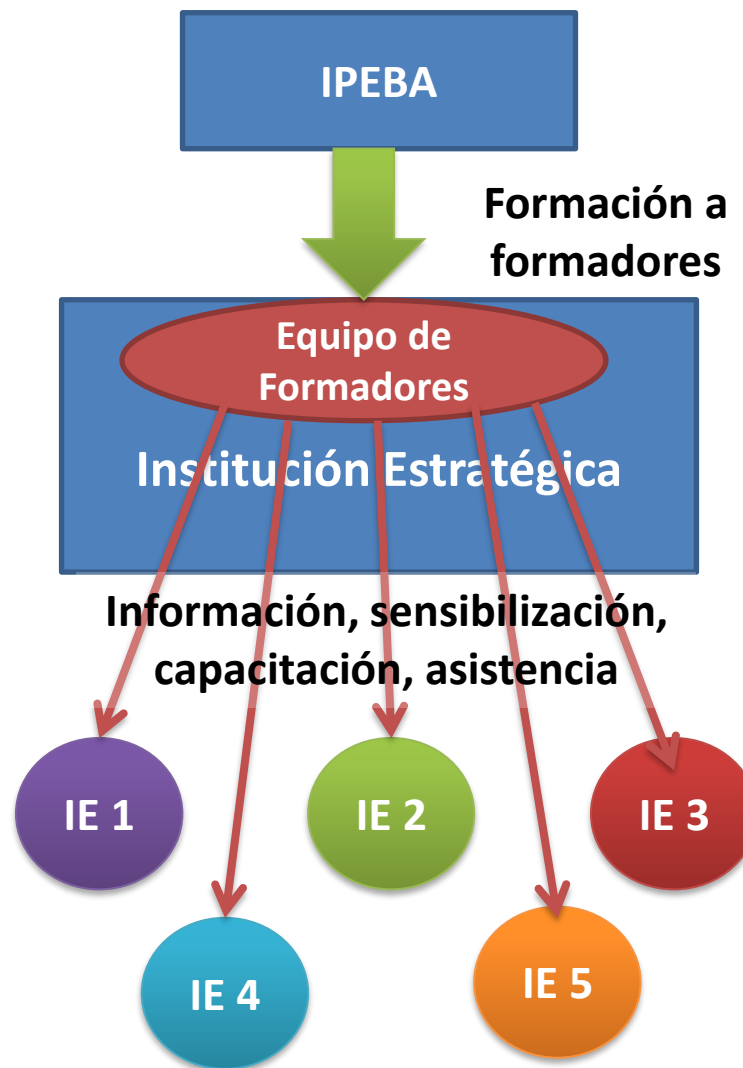 IPEBA
Formación a
formadores
Equipo de
Formadores
Institución Estratégica
Información, sensibilización,
capacitación, asistencia
IE 1
IE 2
IE 3
IE 4
IE 5